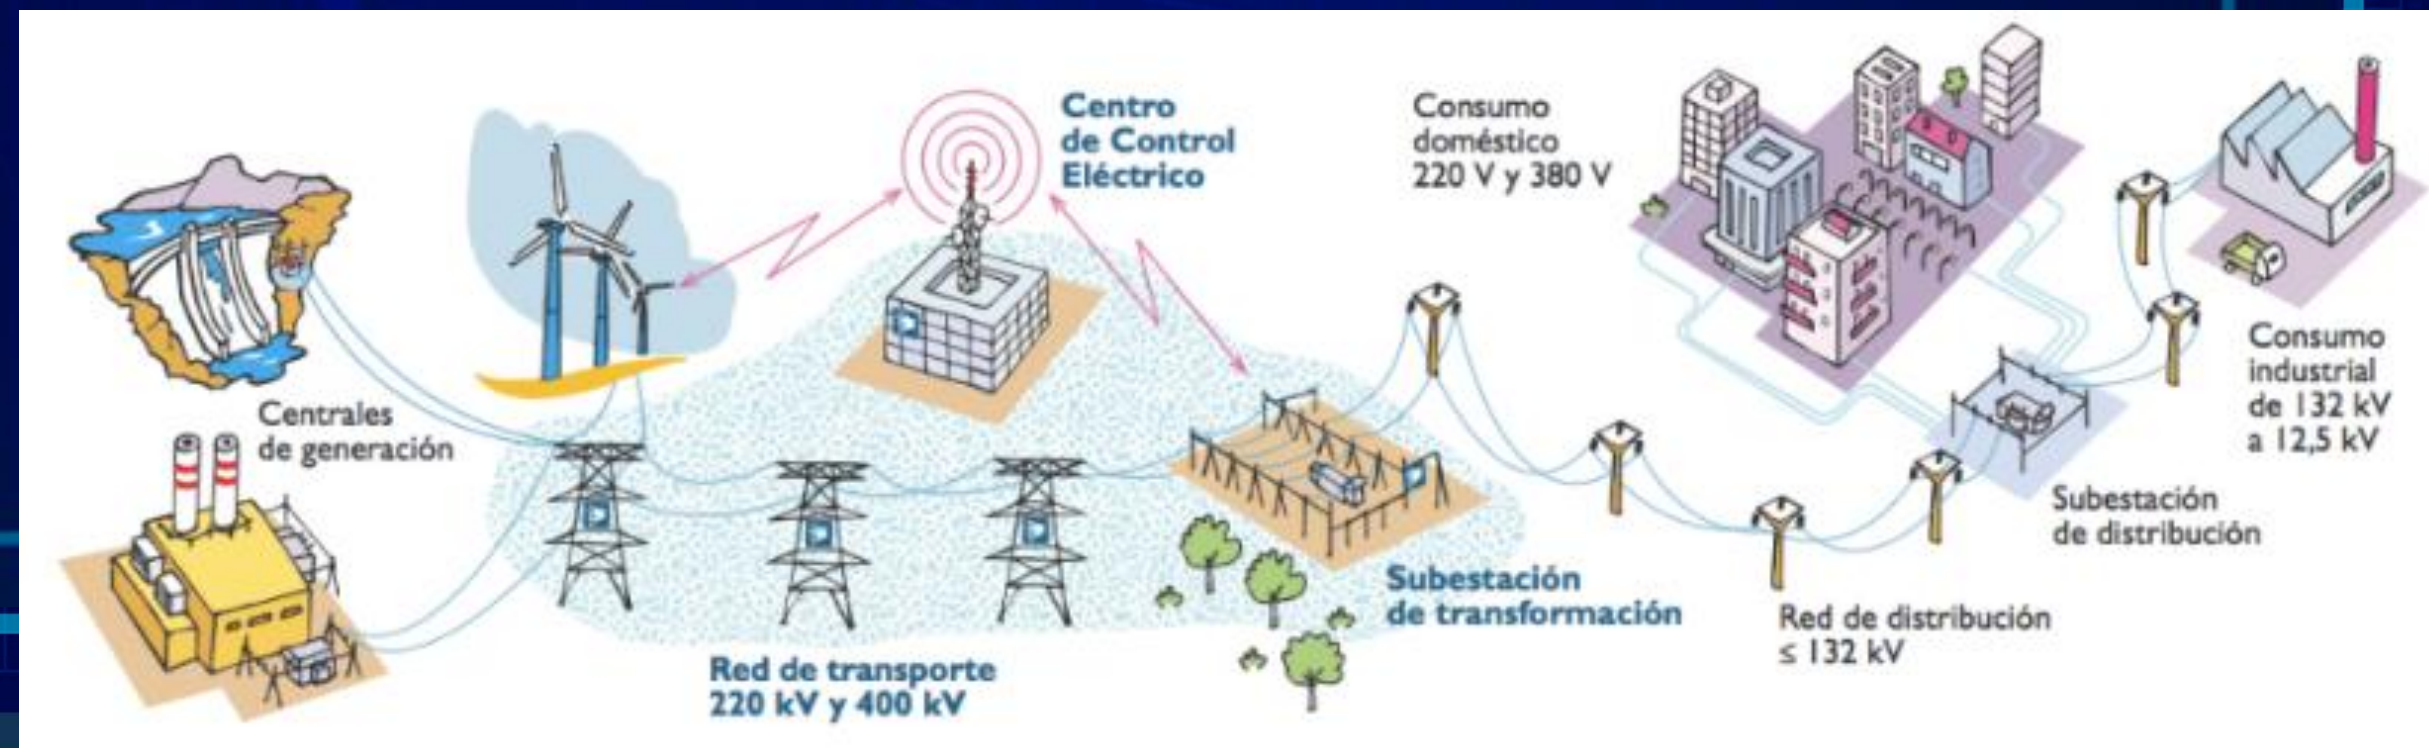 Centro
de Control
Eléctrico
Consumo
doméstico
220 V y 380 V
Centrales
de generación
Consumo
industrial
de 132 kV
a 12,5 kV
Subestación
de distribución
Subestación
de transformación
Red de distribución
≤ 132 kV
Red de transporte
220 kV y 400 kV